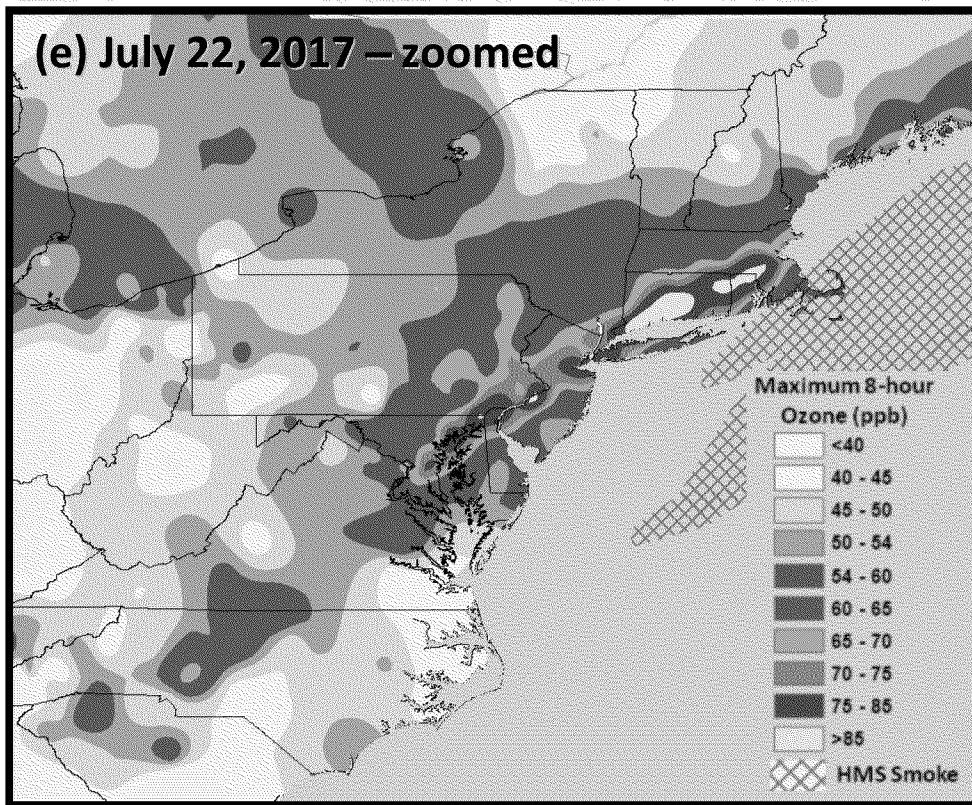 (e) July 22, 2017 – zoomed
Maximum 8-hour
Ozone (ppb)
<40
40 - 45
45 - 50
50 - 54
54 - 60
60 - 65
65 - 70
70 - 75
75 - 85
>85
HMS Smoke